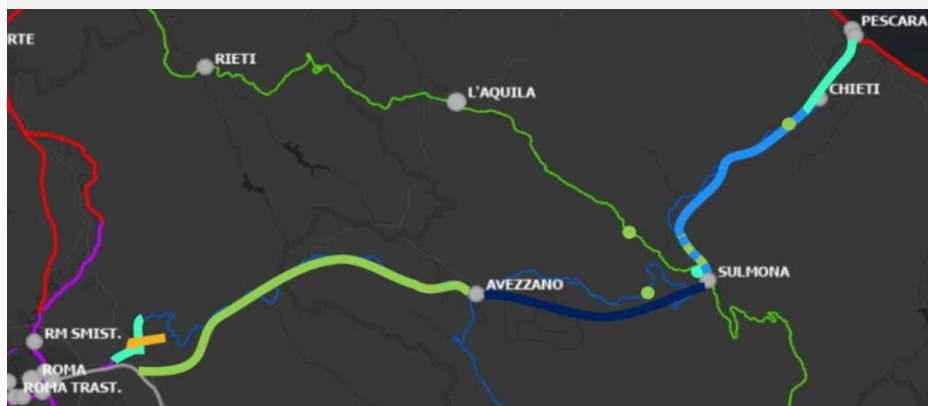 PESCARA
RTE
RIETI
L'AQUILA
CHIETI
SULMONA
AVEZZANO
RM SMIST.
ROMA
ROMA TRAST.